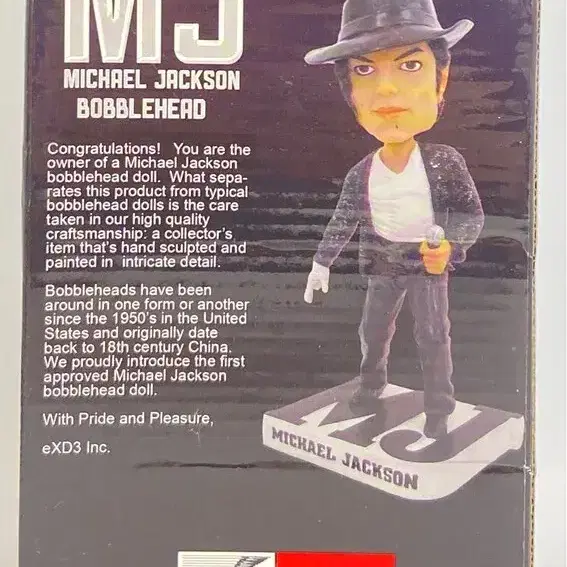 MJ
MICHAEL JACKSON
BOBBLEHEAD
Congratulations! You are the
owner of a Michael Jackson
bobblehead doll. What sepa-
rates this product from typical
bobblehead dolls is the care
taken in our high quality
craftsmanship: a collector's
item that's hand sculpted and
painted in intricate detail.
Bobbleheads have been
around in one form or another
since the 1950's in the United
States and originally date
back to 18th century China.
We proudly introduce the first
approved Michael Jackson
bobblehead doll.
With Pride and Pleasure,
eXD3 Inc.
MJ
MICHAEL JACKSON